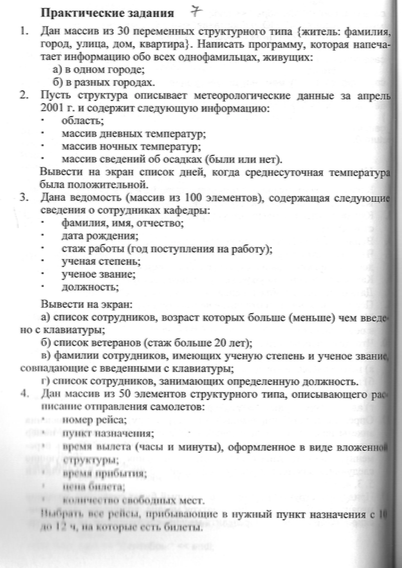 Практические задания 7
1. Дан массив из 30 переменных структурного типа {житель: фамилия,
город, улица, дом, квартира}. Написать программу, которая напеча-
тает информацию обо всех однофамильцах, живущих:
а) в одном городе;
б) в разных городах.
2. Пусть структура описывает метеорологические данные за апрель
2001 г. и содержит следующую информацию:
• область;
• массив дневных температур;
• массив ночных температур;
• массив сведений об осадках (были или нет).
Вывести на экран список дней, когда среднесуточная температура
была положительной.
3. Дана ведомость (массив из 100 элементов), содержащая следующие
сведения о сотрудниках кафедры:
• фамилия, имя, отчество;
• дата рождения;
• стаж работы (год поступления на работу);
• ученая степень;
• ученое звание;
• должность;
Вывести на экран:
а) список сотрудников, возраст которых больше (меньше) чем введе-
но с клавиатуры;
б) список ветеранов (стаж больше 20 лет);
в) фамилии сотрудников, имеющих ученую степень и ученое звание,
совпадающие с введенными с клавиатуры;
г) список сотрудников, занимающих определенную должность.
4. Дан массив из 50 элементов структурного типа, описывающего рас-
писание отправления самолетов:
• номер рейса;
• пункт назначения;
• время вылета (часы и минуты), оформленное в виде вложенной
структуры;
• время прибытия;
• цена билета;
• количество свободных мест.
Выбрать все рейсы, прибывающие в нужный пункт назначения с
до 12 ч, на которые есть билеты.